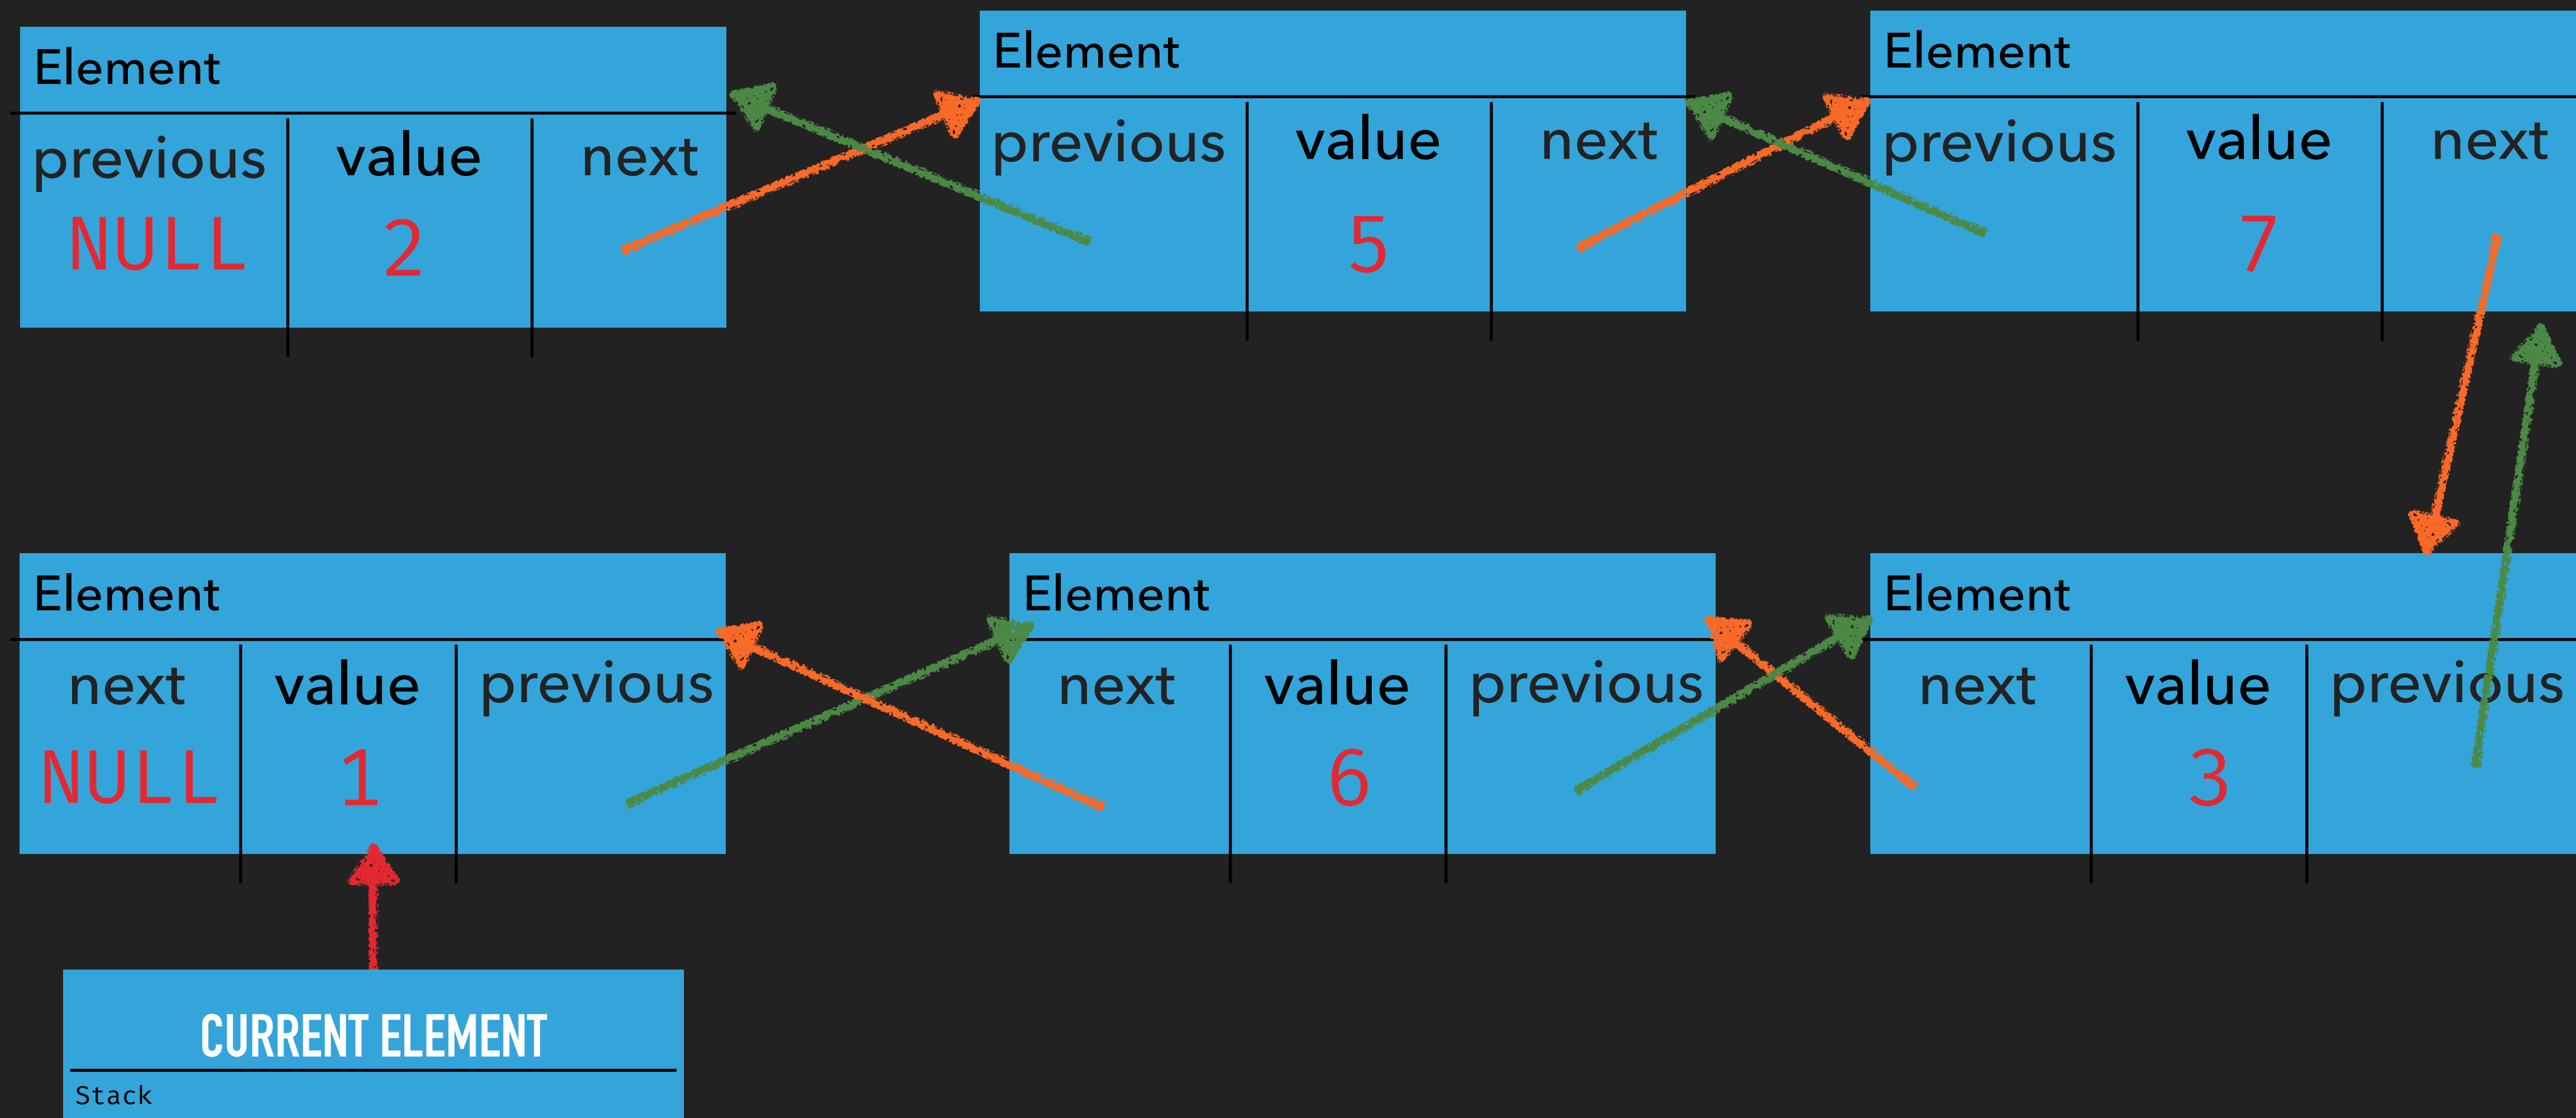 Element
previous value next
NULL 2
Element
previous value next
5
Element
previous value next
7
Element
next value previous
NULL 1
Element
next value previous
6
Element
next value previous
3
CURRENT ELEMENT
Stack